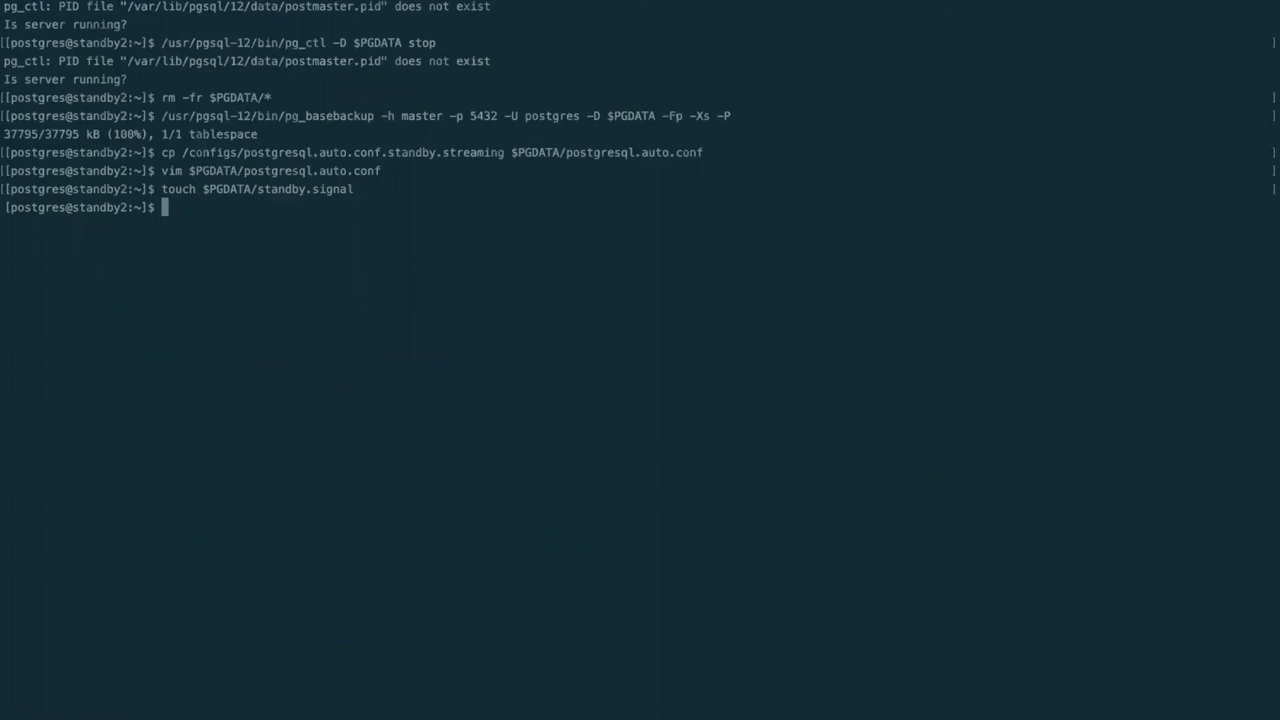 pg_ctl: PID file "/var/lib/pgsql/12/data/postmaster.pid" does not exist
Is server running?
[[postgres@standby2:~]$ /usr/pgsql-12/bin/pg_ctl -D $PGDATA stop ]
pg_ctl: PID file "/var/lib/pgsql/12/data/postmaster.pid" does not exist
Is server running?
[[postgres@standby2:~]$ rm -fr $PGDATA/* ]
[[postgres@standby2:~]$ /usr/pgsql-12/bin/pg_basebackup -h master -p 5432 -U postgres -D $PGDATA -Fp -Xs -P ]
37795/37795 kB (100%), 1/1 tablespace
[[postgres@standby2:~]$ cp /configs/postgresql.auto.conf.standby.streaming $PGDATA/postgresql.auto.conf ]
[[postgres@standby2:~]$ vim $PGDATA/postgresql.auto.conf ]
[[postgres@standby2:~]$ touch $PGDATA/standby.signal ]
[postgres@standby2:~]$